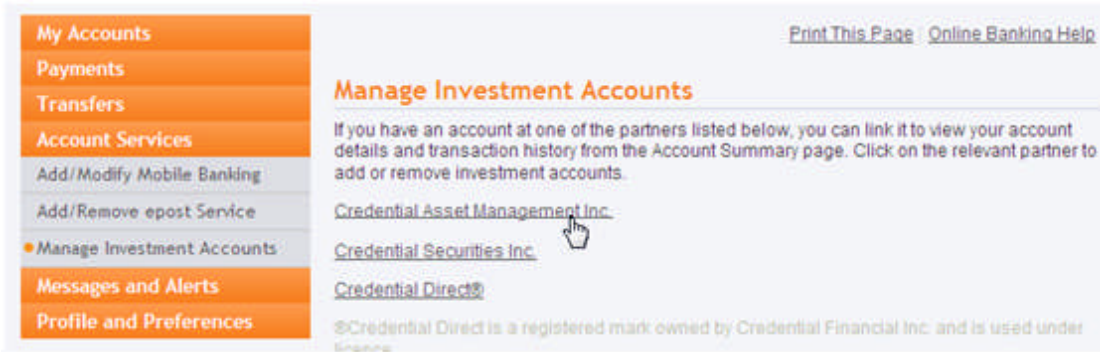 My Accounts
Payments
Transfers
Account Services
Add/Modify Mobile Banking
Add/Remove epost Service
Manage Investment Accounts
Messages and Alerts
Profile and Preferences
Print This Page | Online Banking Help
Manage Investment Accounts
If you have an account at one of the partners listed below, you can link it to view your account
details and transaction history from the Account Summary page. Click on the relevant partner to
add or remove investment accounts.
Credential Asset Management Inc.
Credential Securities Inc.
Credential Direct®
®Credential Direct is a registered mark owned by Credential Financial Inc. and is used under
licence.